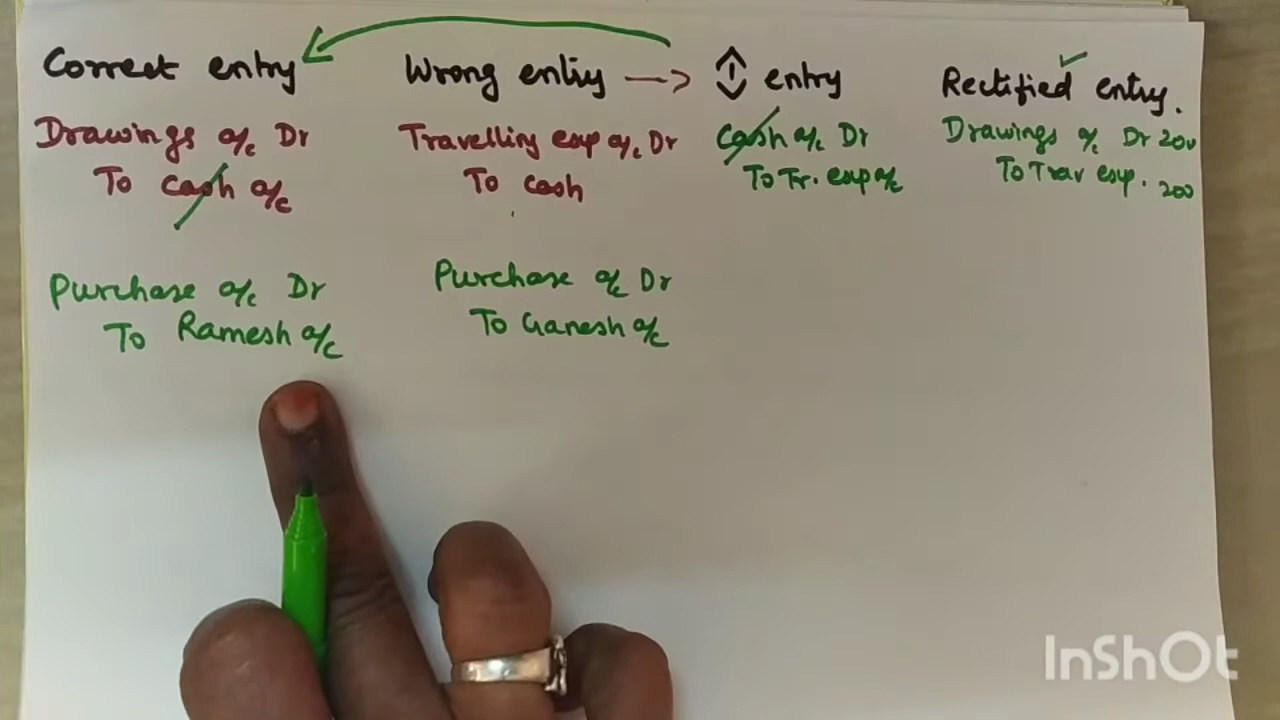 Correct entry
Drawings a/c Dr
To cash a/c
Purchase a/c Dr
To Ramesh a/c
Wrong entry
Travelling exp a/c Dr
To cash
Purchase a/c Dr
To Ganesh a/c
entry
Cash a/c Dr
To Tr. exp a/c
Rectified entry.
Drawings a/c Dr 200
To Trav exp. 200
InShOt